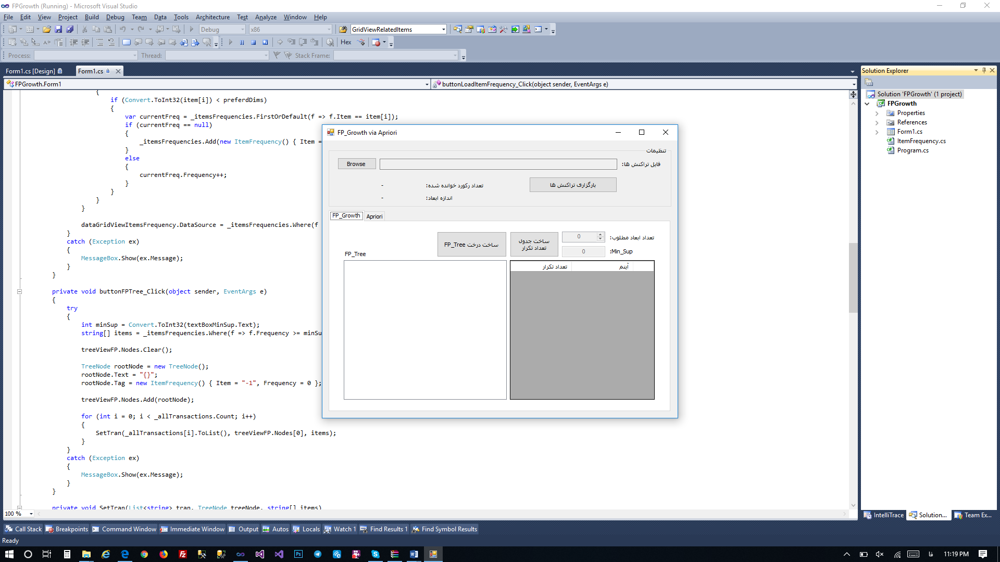 FPGrowth (Running) - Microsoft Visual Studio
File Edit View Project Build Debug Team Data Tools Architecture Test Analyze Window Help
Debug x86 GridViewRelatedItems
Hex
Process: Thread: Stack Frame:
Form1.cs [Design] Form1.cs
FPGrowth.Form1 buttonLoadItemFrequency_Click(object sender, EventArgs e)
{
if (Convert.ToInt32(item[i]) < preferdDims)
{
var currentFreq = _itemsFrequencies.FirstOrDefault(f => f.Item == item[i]);
if (currentFreq == null)
{
_itemsFrequencies.Add(new ItemFrequency() { Item =
}
else
{
currentFreq.Frequency++;
}
}
}
}
dataGridViewItemsFrequency.DataSource = _itemsFrequencies.Where(f
}
catch (Exception ex)
{
MessageBox.Show(ex.Message);
}
}
private void buttonFPTree_Click(object sender, EventArgs e)
{
try
{
int minSup = Convert.ToInt32(textBoxMinSup.Text);
string[] items = _itemsFrequencies.Where(f => f.Frequency >= minSu
treeViewFP.Nodes.Clear();
TreeNode rootNode = new TreeNode();
rootNode.Text = "{}";
rootNode.Tag = new ItemFrequency() { Item = "-1", Frequency = 0 };
treeViewFP.Nodes.Add(rootNode);
for (int i = 0; i < _allTransactions.Count; i++)
{
SetTran(_allTransactions[i].ToList(), treeViewFP.Nodes[0], items);
}
}
catch (Exception ex)
{
MessageBox.Show(ex.Message);
}
}
private void SetTran(List<string> tran, TreeNode treeNode, string[] items)
100 %
FP_Growth via Apriori
تنظیمات
فایل تراکنش ها:
Browse
بارگزاری تراکنش ها
تعداد رکورد خوانده شده: -
اندازه ابعاد: -
FP_Growth Apriori
تعداد ابعاد مطلوب: 0
Min_Sup: 0
ساخت جدول
تعداد تکرار
ساخت درخت FP_Tree
FP_Tree
آیتم تعداد تکرار
Solution Explorer
Solution 'FPGrowth' (1 project)
FPGrowth
Properties
References
Form1.cs
ItemFrequency.cs
Program.cs
IntelliTrace Solution... Team Ex...
Call Stack Breakpoints Command Window Immediate Window Output Autos Locals Watch 1 Find Results 1 Find Symbol Results
Ready
فا 11:19 PM